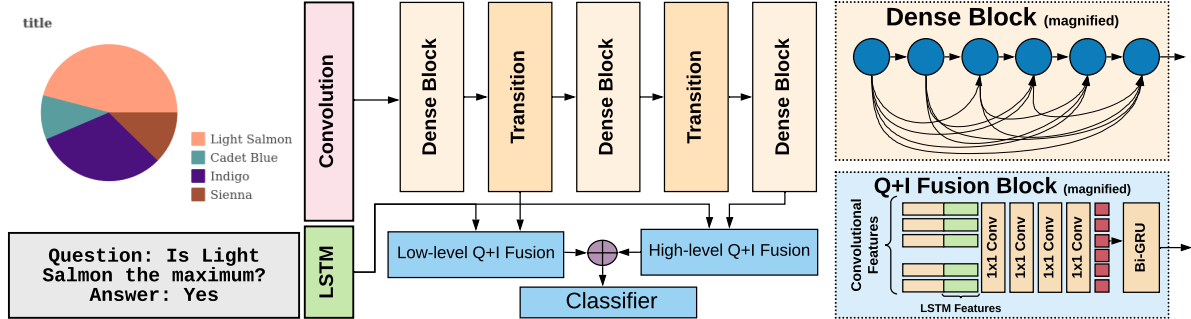 title
Light Salmon
Cadet Blue
Indigo
Sienna
Question: Is Light
Salmon the maximum?
Answer: Yes
Convolution
LSTM
Dense Block
Transition
Dense Block
Transition
Dense Block
Low-level Q+I Fusion
High-level Q+I Fusion
Classifier
Dense Block (magnified)
Q+I Fusion Block (magnified)
Convolutional
Features
1x1 Conv
1x1 Conv
1x1 Conv
1x1 Conv
Bi-GRU
LSTM Features